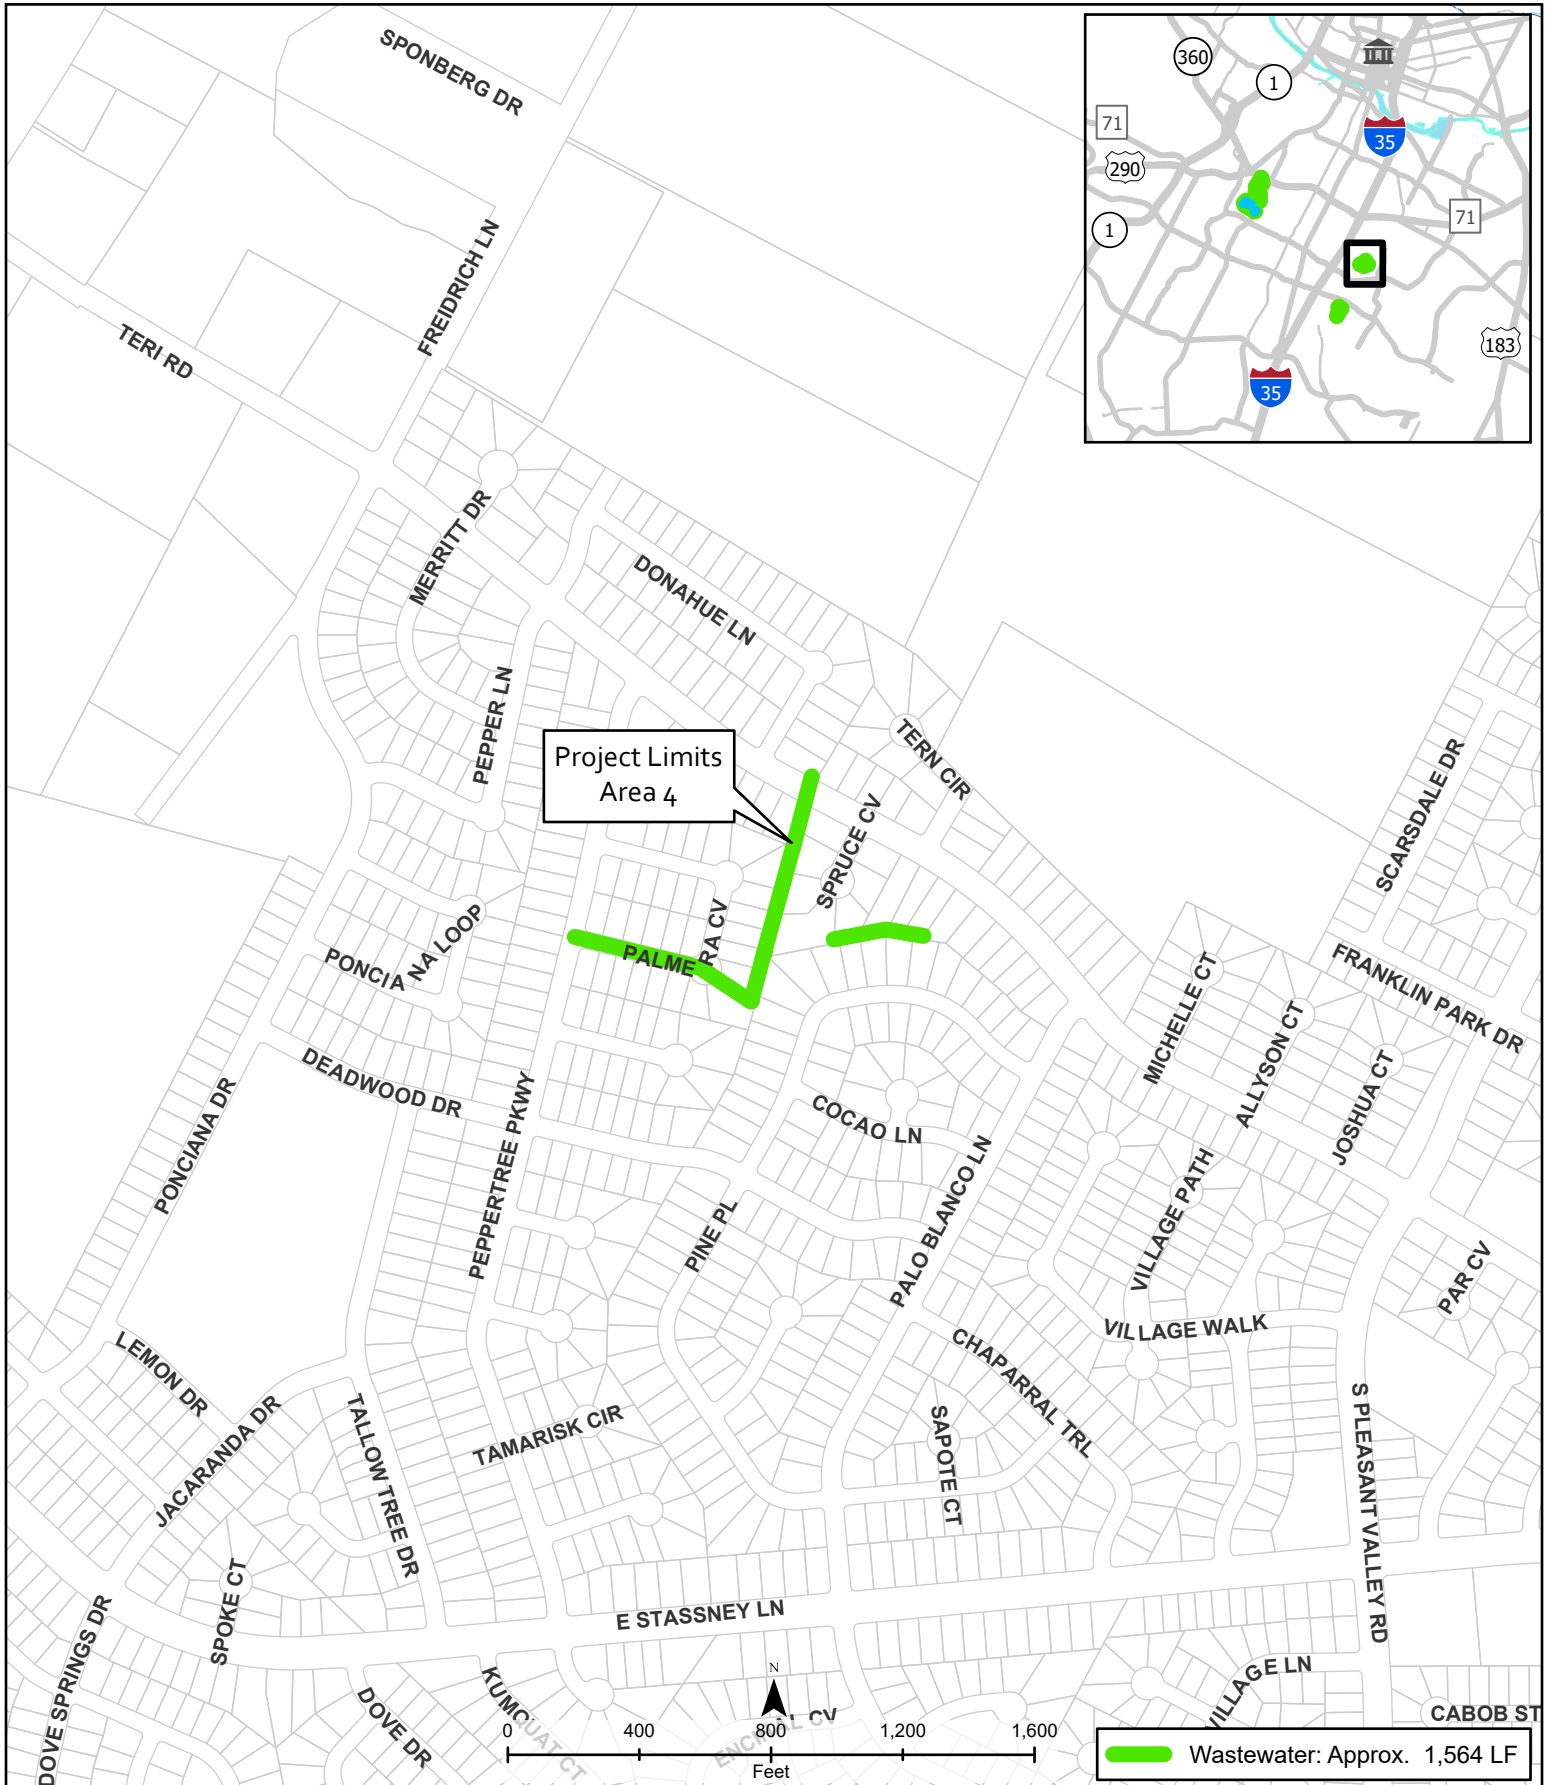 SPONBERG DR
360
1
71
290
35
71
1
183
35
FREIDRICH LN
TERI RD
MERRITT DR
DONAHUE LN
PEPPER LN
TERN CIR
Project Limits
Area 4
SPRUCE CV
SCARSDALE DR
PALMERA CV
PONCIANA LOOP
FRANKLIN PARK DR
MICHELLE CT
ALLYSON CT
JOSHUA CT
DEADWOOD DR
PONCIANA DR
PEPPERTREE PKWY
COCAO LN
PALO BLANCO LN
VILLAGE PATH
PINE PL
PAR CV
VILLAGE WALK
LEMON DR
CHAPARRAL TRL
JACARANDA DR
TALLOW TREE DR
TAMARISK CIR
SAPOTE CT
S PLEASANT VALLEY RD
SPOKE CT
E STASSNEY LN
DOVE SPRINGS DR
DOVE DR
KUMQUAT CT
ENCINAL CV
VILLAGE LN
CABOB ST
N
0 400 800 1,200 1,600
Feet
Wastewater: Approx. 1,564 LF